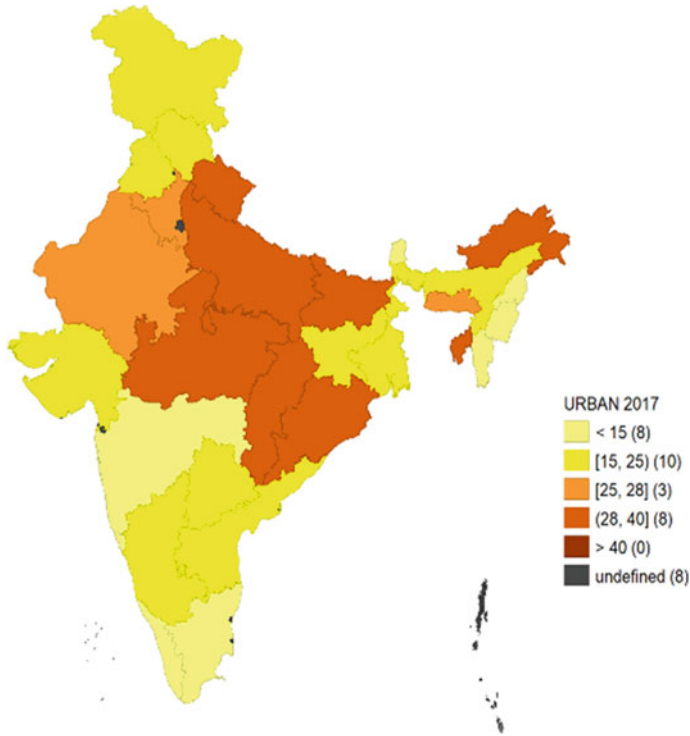 URBAN 2017
< 15 (8)
[15, 25) (10)
[25, 28] (3)
(28, 40] (8)
> 40 (0)
undefined (8)